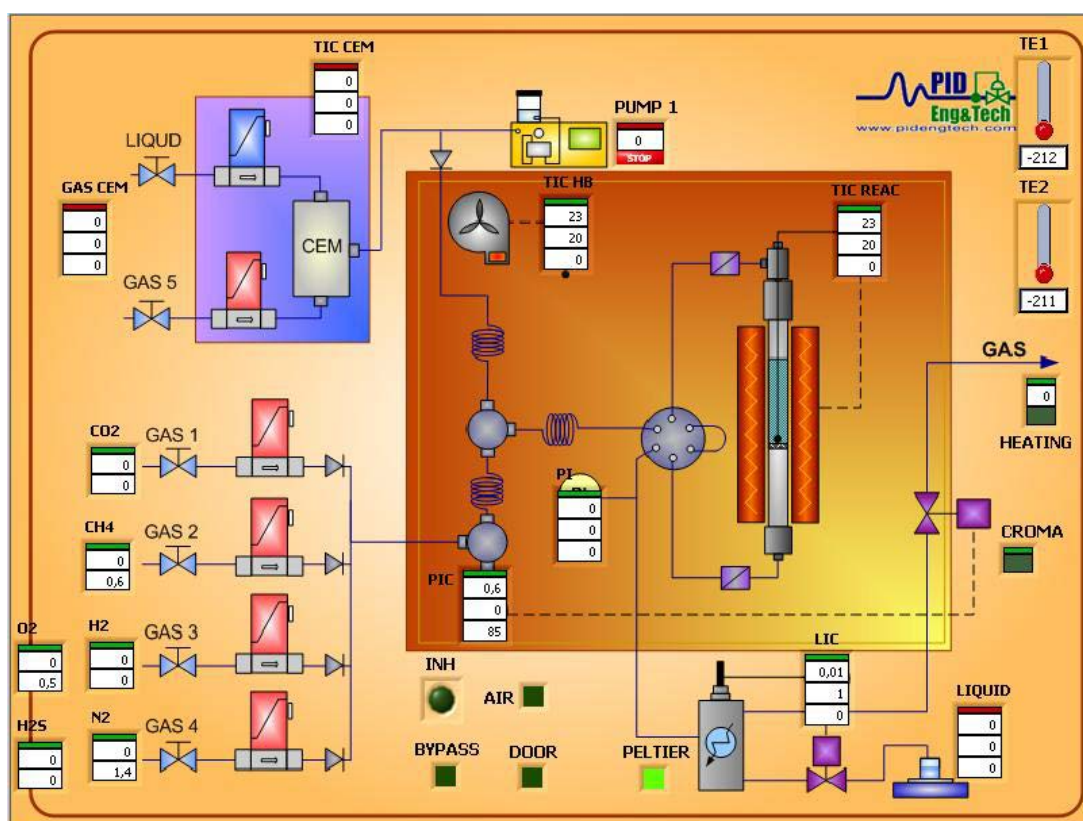 TIC CEM
0
0
0
LIQUD
GAS CEM
0
0
0
GAS 5
CEM
PUMP 1
0
STOP
PID
Eng&Tech
www.pidengtech.com
TE1
-212
TE2
-211
TIC HB
23
20
0
TIC REAC
23
20
0
GAS
0
HEATING
CROMA
CO2
0
0
GAS 1
CH4
0
0,6
GAS 2
O2
0
0,5
H2
0
0
GAS 3
H2S
0
0
N2
0
1,4
GAS 4
PI
0
0
0
PIC
0,6
0
85
INH
AIR
BYPASS
DOOR
PELTIER
LIC
0,01
1
0
LIQUID
0
0
0